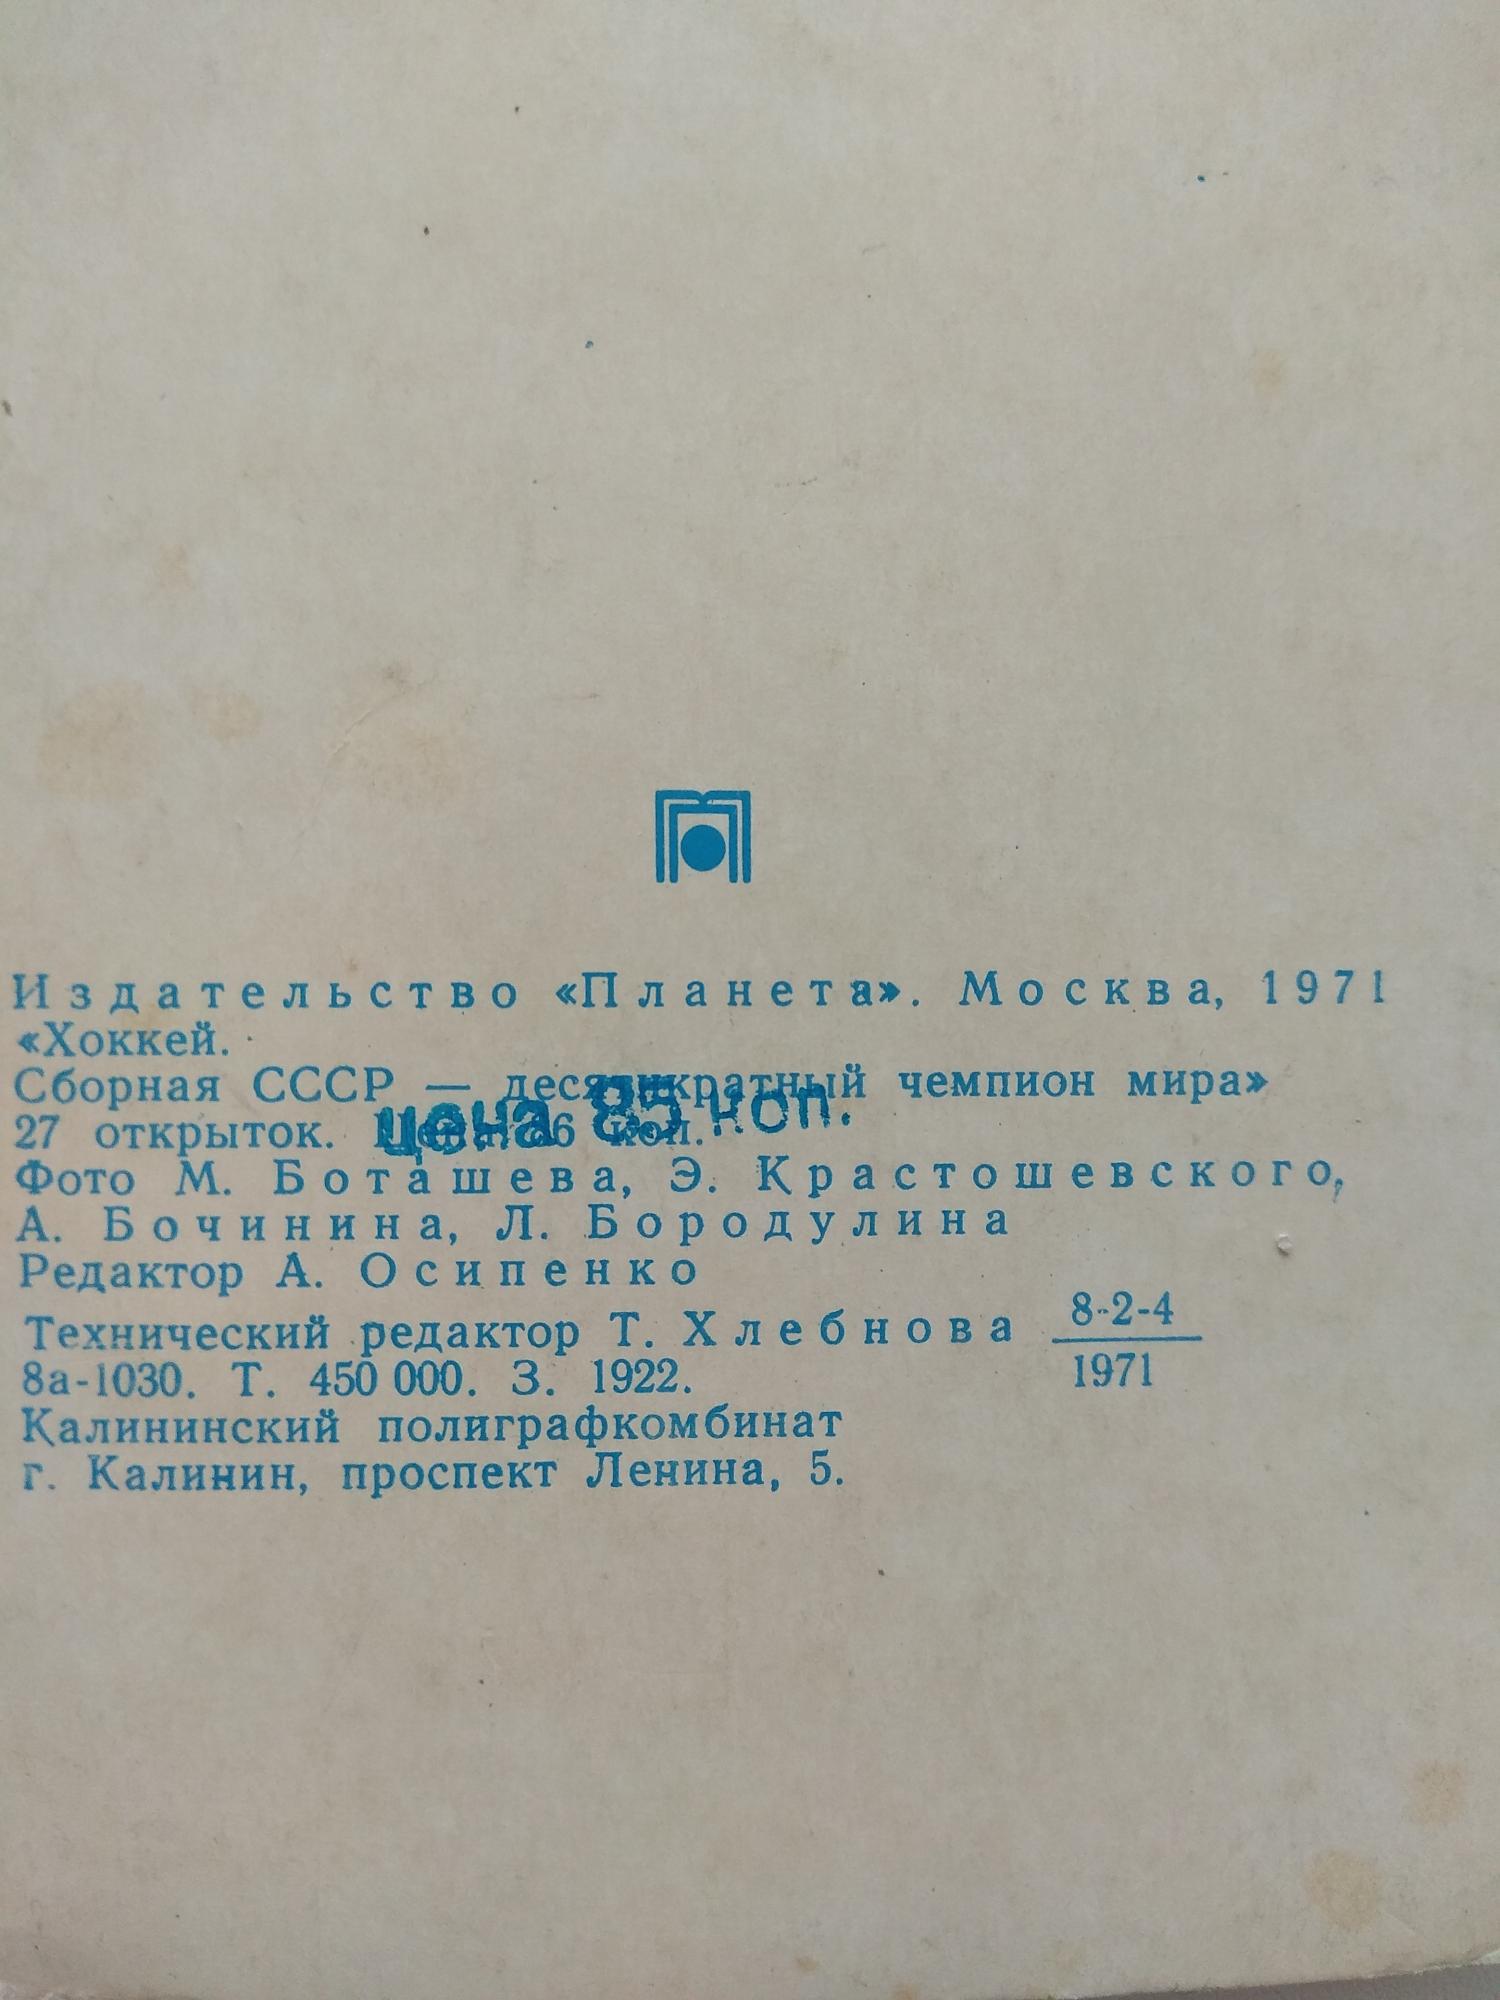 Издательство «Планета». Москва, 1971
«Хоккей.
Сборная СССР — десятикратный чемпион мира»
27 открыток. 86 коп.
цена 85 коп.
Фото М. Боташева, Э. Крастошевского,
А. Бочинина, Л. Бородулина
Редактор А. Осипенко
Технический редактор Т. Хлебнова 8-2-4
1971
8а-1030. Т. 450 000. З. 1922.
Калининский полиграфкомбинат
г. Калинин, проспект Ленина, 5.